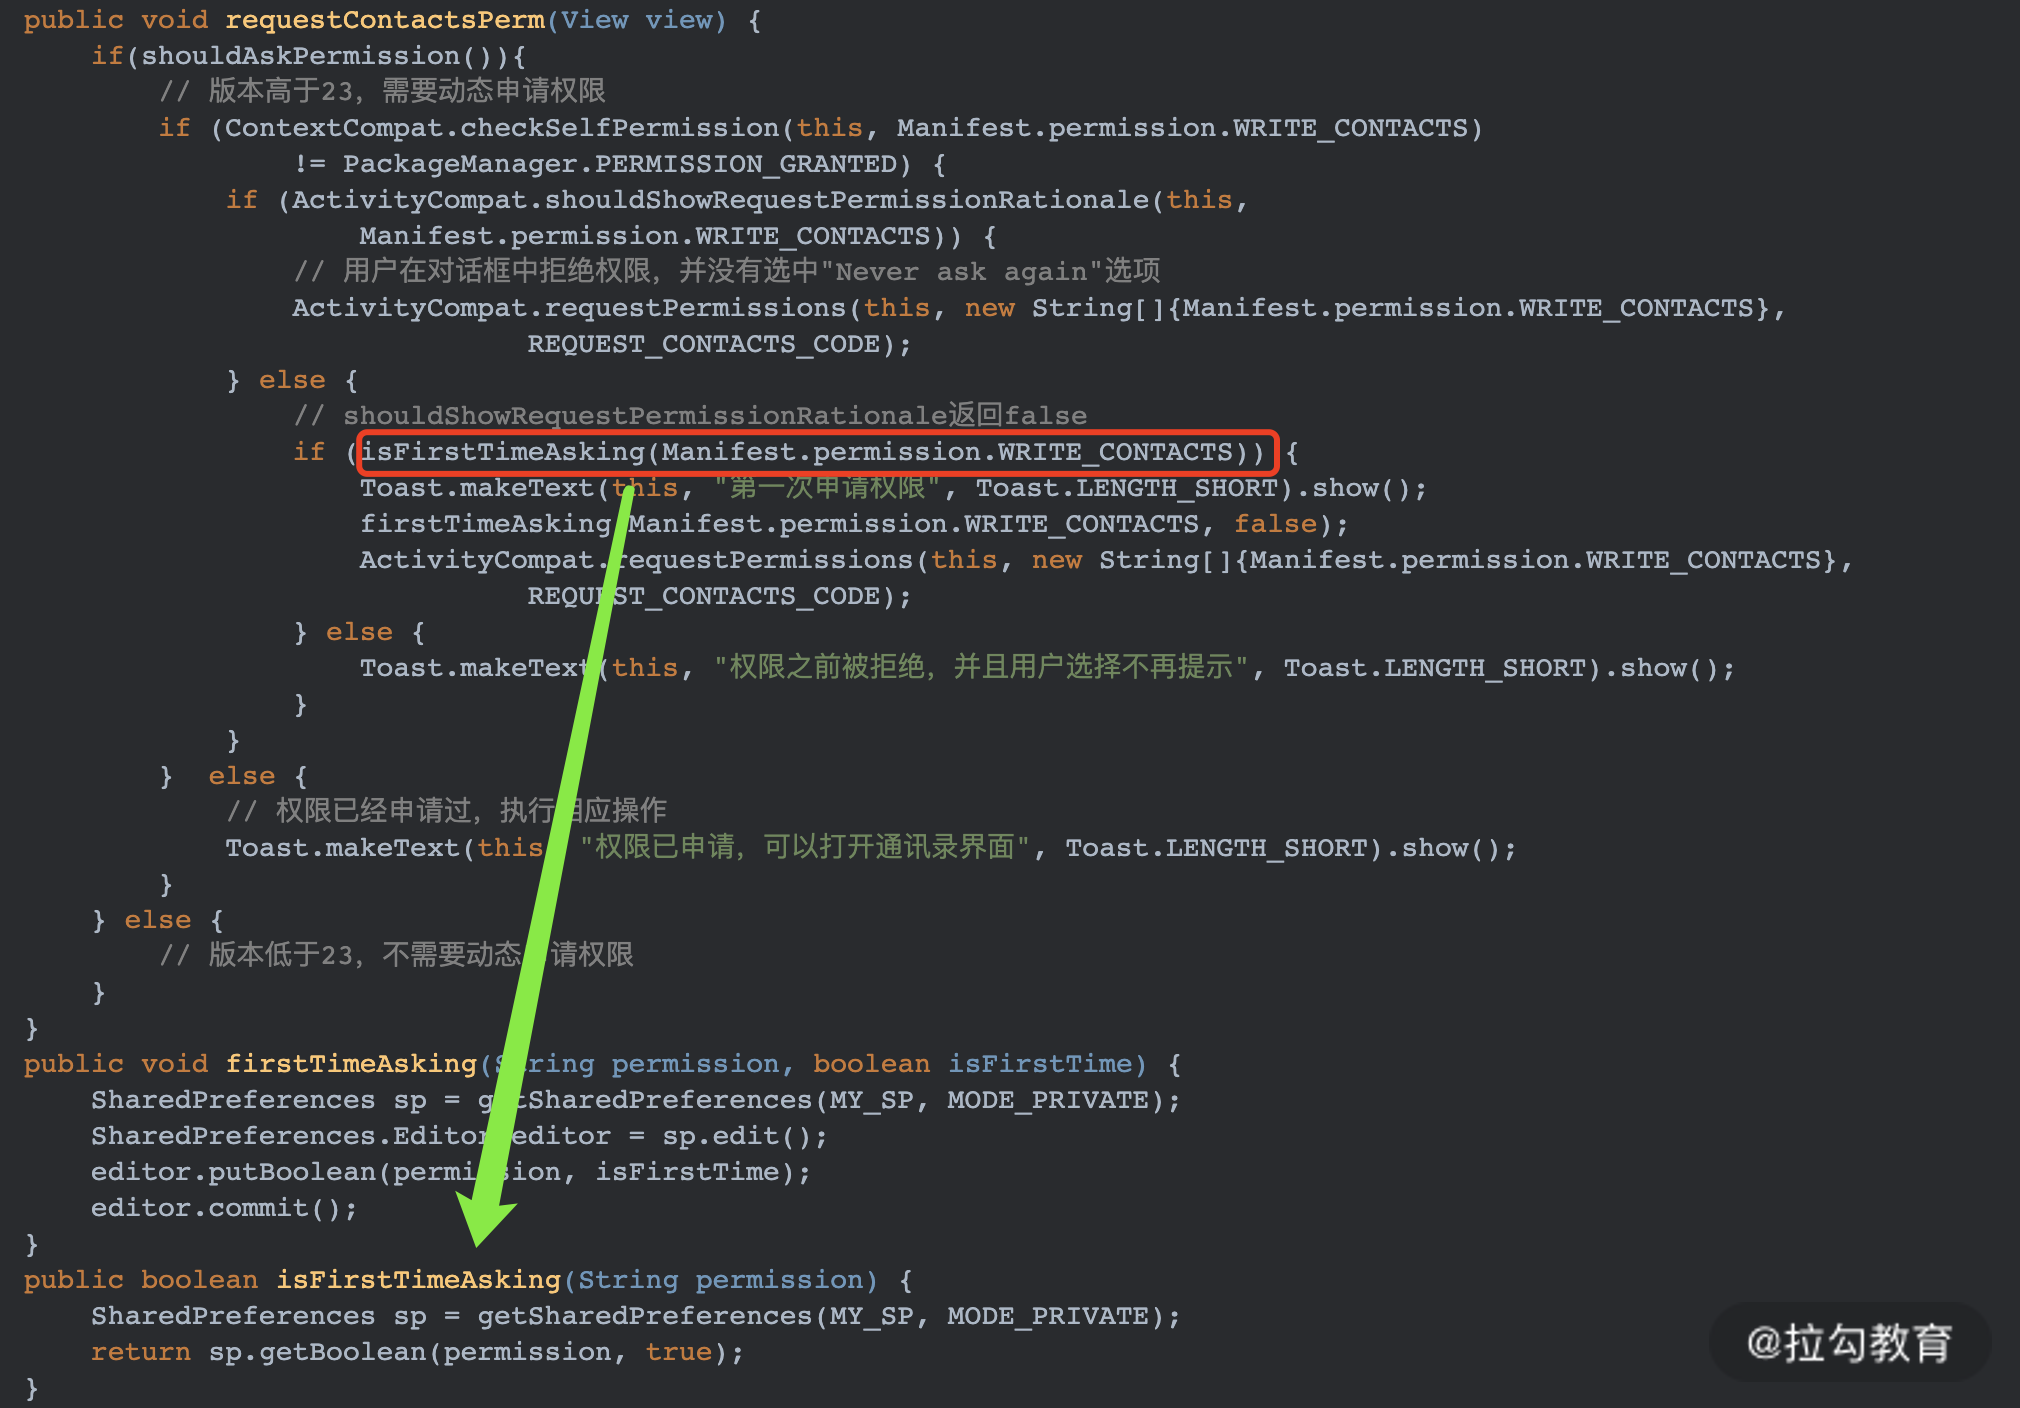 public void requestContactsPerm(View view) {
    if(shouldAskPermission()){
        // 版本高于23，需要动态申请权限
        if (ContextCompat.checkSelfPermission(this, Manifest.permission.WRITE_CONTACTS)
                != PackageManager.PERMISSION_GRANTED) {
            if (ActivityCompat.shouldShowRequestPermissionRationale(this,
                    Manifest.permission.WRITE_CONTACTS)) {
                // 用户在对话框中拒绝权限，并没有选中"Never ask again"选项
                ActivityCompat.requestPermissions(this, new String[]{Manifest.permission.WRITE_CONTACTS},
                              REQUEST_CONTACTS_CODE);
            } else {
                // shouldShowRequestPermissionRationale返回false
                if (isFirstTimeAsking(Manifest.permission.WRITE_CONTACTS)) {
                    Toast.makeText(this, "第一次申请权限", Toast.LENGTH_SHORT).show();
                    firstTimeAsking(Manifest.permission.WRITE_CONTACTS, false);
                    ActivityCompat.requestPermissions(this, new String[]{Manifest.permission.WRITE_CONTACTS},
                              REQUEST_CONTACTS_CODE);
                } else {
                    Toast.makeText(this, "权限之前被拒绝，并且用户选择不再提示", Toast.LENGTH_SHORT).show();
                }
            }
        }  else {
            // 权限已经申请过，执行相应操作
            Toast.makeText(this, "权限已申请，可以打开通讯录界面", Toast.LENGTH_SHORT).show();
        }
    } else {
        // 版本低于23，不需要动态申请权限
    }
}
public void firstTimeAsking(String permission, boolean isFirstTime) {
    SharedPreferences sp = getSharedPreferences(MY_SP, MODE_PRIVATE);
    SharedPreferences.Editor editor = sp.edit();
    editor.putBoolean(permission, isFirstTime);
    editor.commit();
}
public boolean isFirstTimeAsking(String permission) {
    SharedPreferences sp = getSharedPreferences(MY_SP, MODE_PRIVATE);
    return sp.getBoolean(permission, true);
}
@拉勾教育